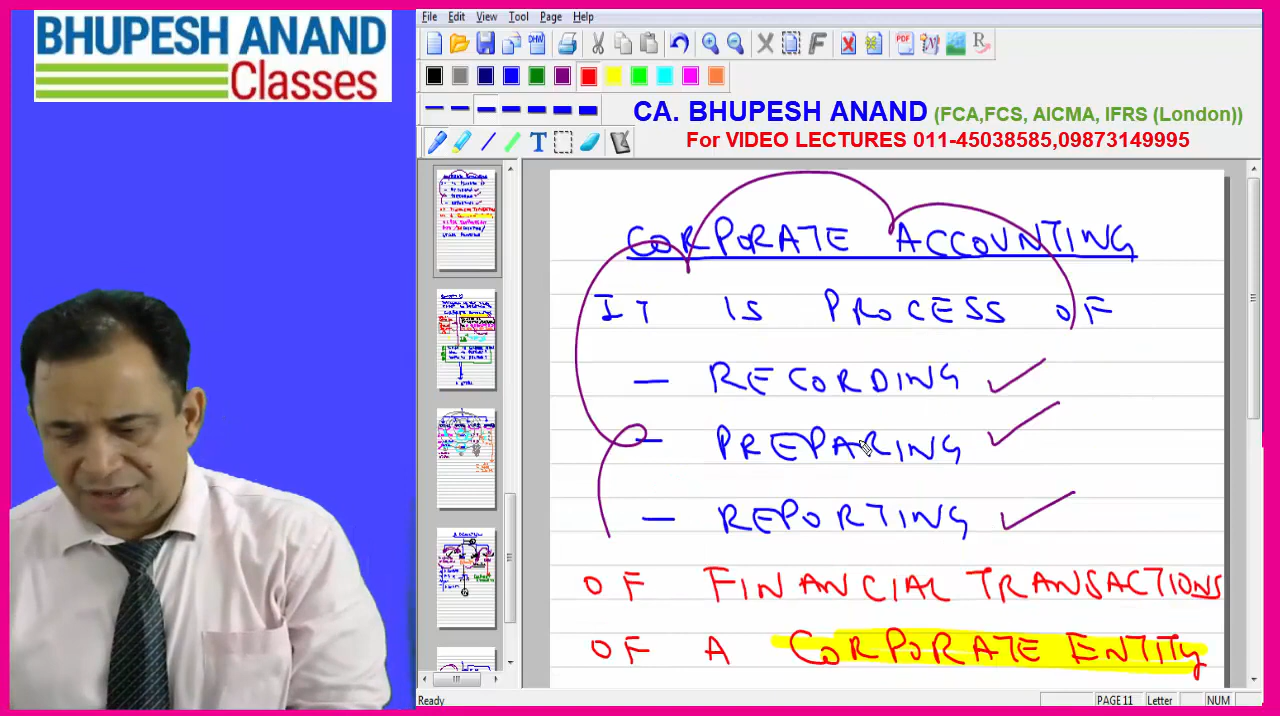 BHUPESH ANAND
Classes
File Edit View Tool Page Help
CA. BHUPESH ANAND (FCA,FCS, AICMA, IFRS (London))
For VIDEO LECTURES 011-45038585,09873149995
CORPORATE ACCOUNTING
IT IS PROCESS OF
- RECORDING ✓
- PREPARING ✓
- REPORTING ✓
OF FINANCIAL TRANSACTIONS
OF A CORPORATE ENTITY
Ready PAGE 11 Letter NUM